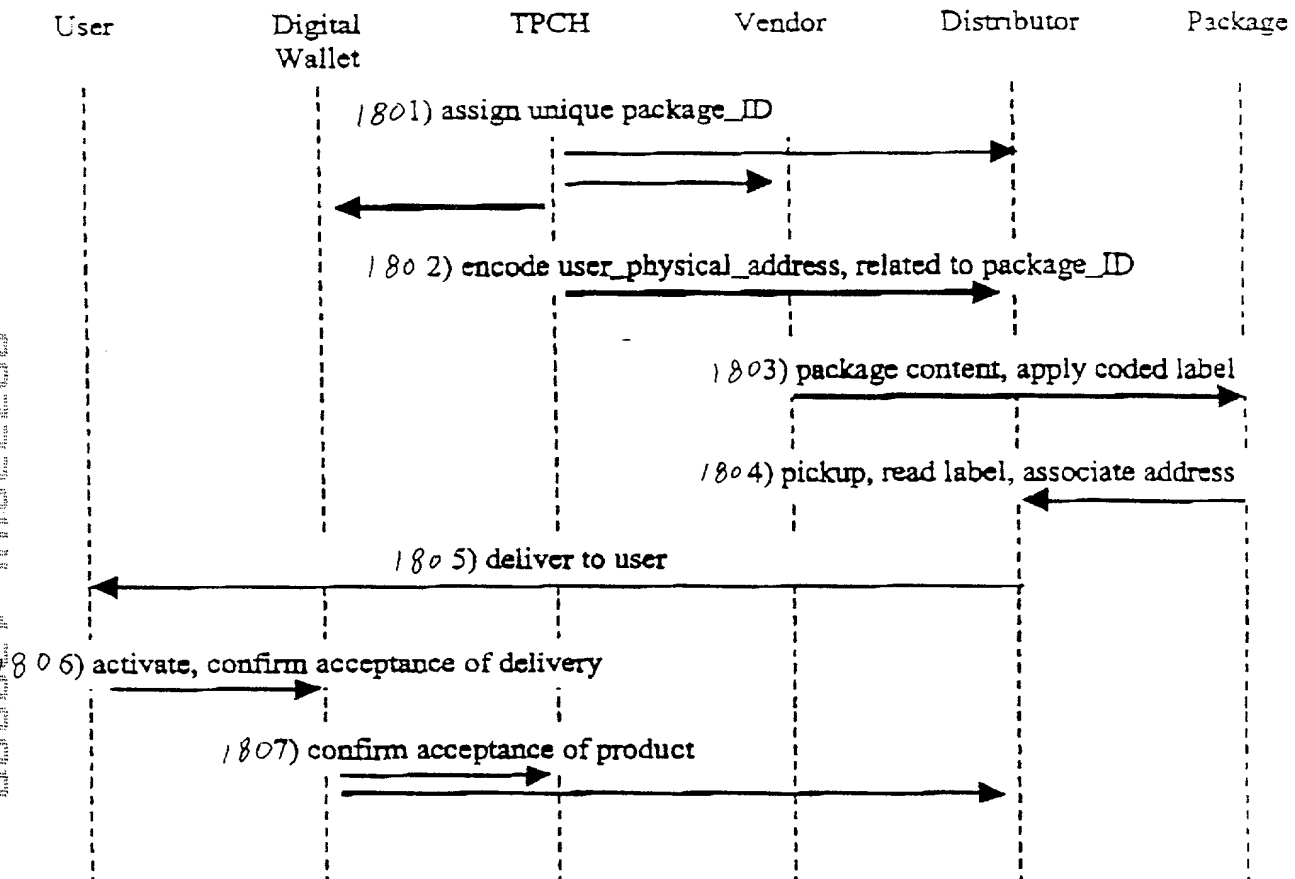 User Digital Wallet TPCH Vendor Distributor Package
1801) assign unique package_ID
1802) encode user_physical_address, related to package_ID
1803) package content, apply coded label
1804) pickup, read label, associate address
1805) deliver to user
806) activate, confirm acceptance of delivery
1807) confirm acceptance of product